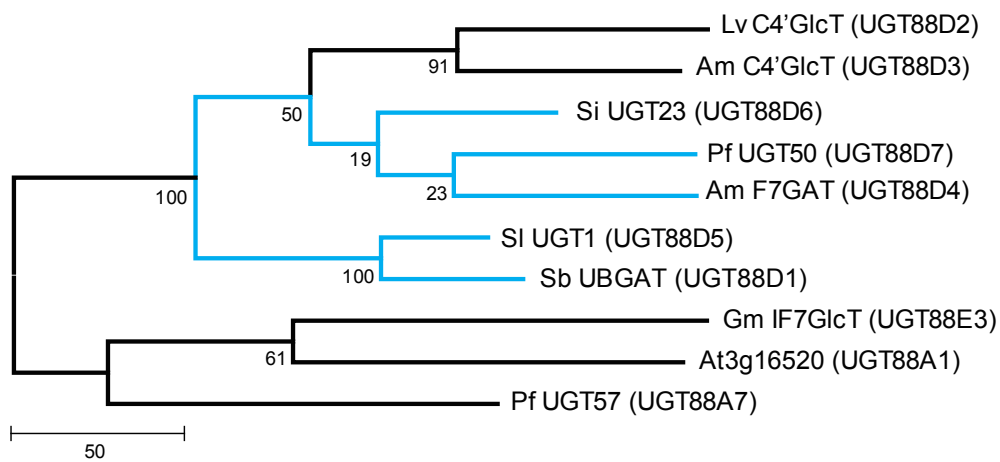 Lv C4'GlcT (UGT88D2)
91
Am C4'GlcT (UGT88D3)
50
Si UGT23 (UGT88D6)
19
Pf UGT50 (UGT88D7)
23
Am F7GAT (UGT88D4)
100
Sl UGT1 (UGT88D5)
100
Sb UBGAT (UGT88D1)
Gm IF7GlcT (UGT88E3)
61
At3g16520 (UGT88A1)
Pf UGT57 (UGT88A7)
50